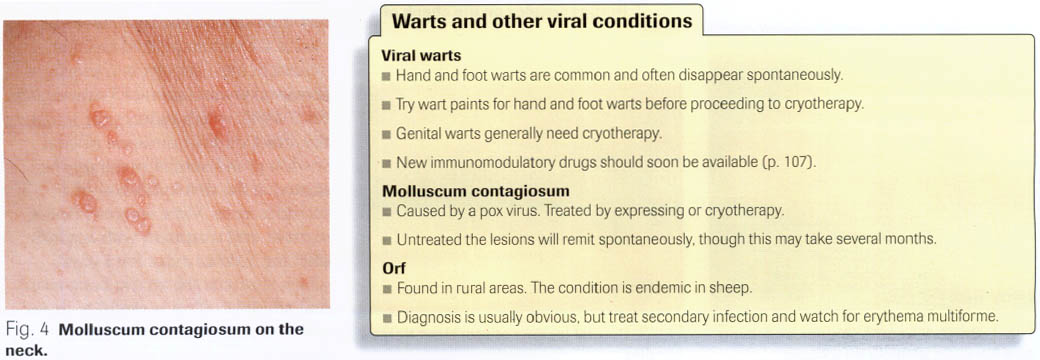 Fig. 4 Molluscum contagiosum on the
neck.
Warts and other viral conditions
Viral warts
■ Hand and foot warts are common and often disappear spontaneously.
■ Try wart paints for hand and foot warts before proceeding to cryotherapy.
■ Genital warts generally need cryotherapy.
■ New immunomodulatory drugs should soon be available (p. 107).
Molluscum contagiosum
■ Caused by a pox virus. Treated by expressing or cryotherapy.
■ Untreated the lesions will remit spontaneously, though this may take several months.
Orf
■ Found in rural areas. The condition is endemic in sheep.
■ Diagnosis is usually obvious, but treat secondary infection and watch for erythema multiforme.